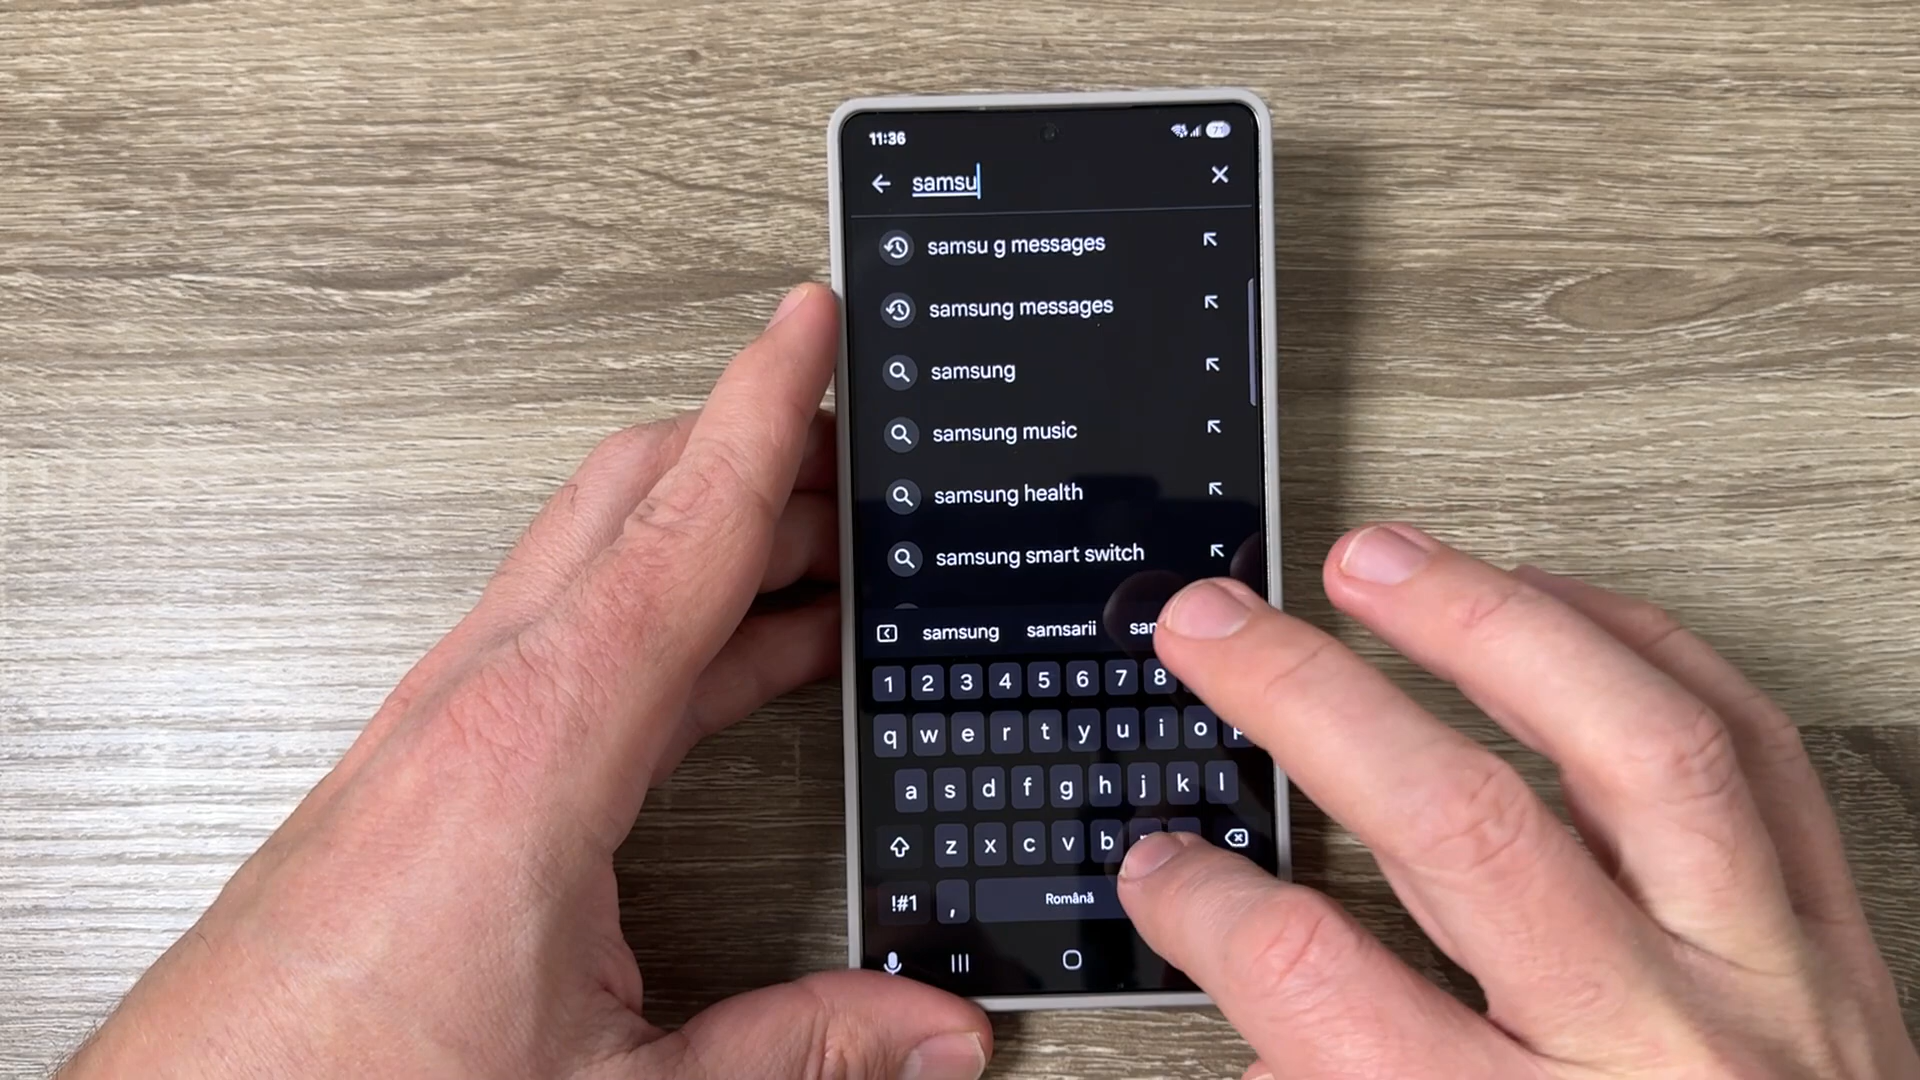 11:36
71
samsu
samsu g messages
samsung messages
samsung
samsung music
samsung health
samsung smart switch
samsung samsarii
1 2 3 4 5 6 7 8
q w e r t y u i o p
a s d f g h j k l
z x c v b
!#1 , Română